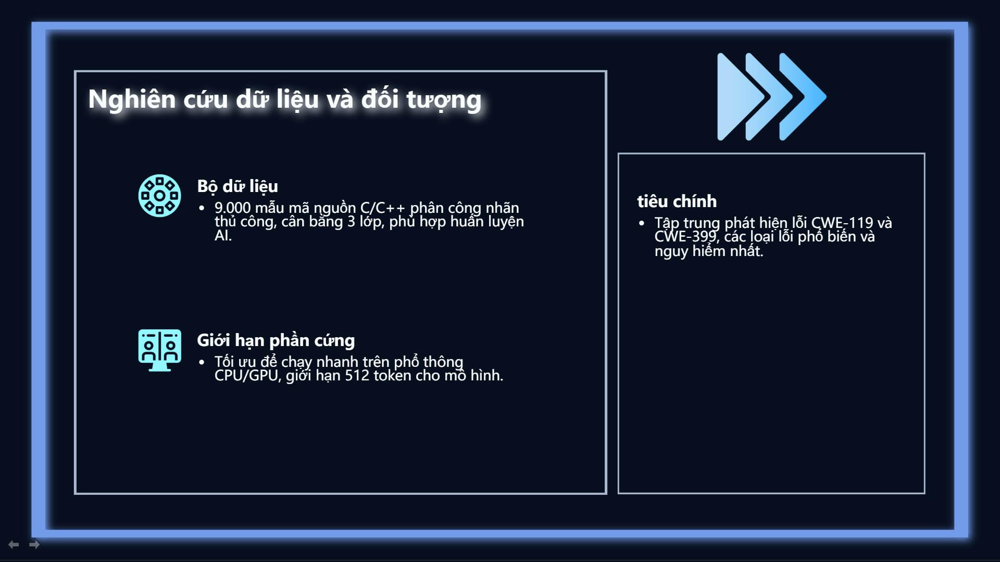 Nghiên cứu dữ liệu và đối tượng
Bộ dữ liệu
• 9.000 mẫu mã nguồn C/C++ phân công nhãn
thủ công, cân bằng 3 lớp, phù hợp huấn luyện
AI.
Giới hạn phần cứng
• Tối ưu để chạy nhanh trên phổ thông
CPU/GPU, giới hạn 512 token cho mô hình.
tiêu chính
• Tập trung phát hiện lỗi CWE-119 và
CWE-399, các loại lỗi phổ biến và
nguy hiểm nhất.